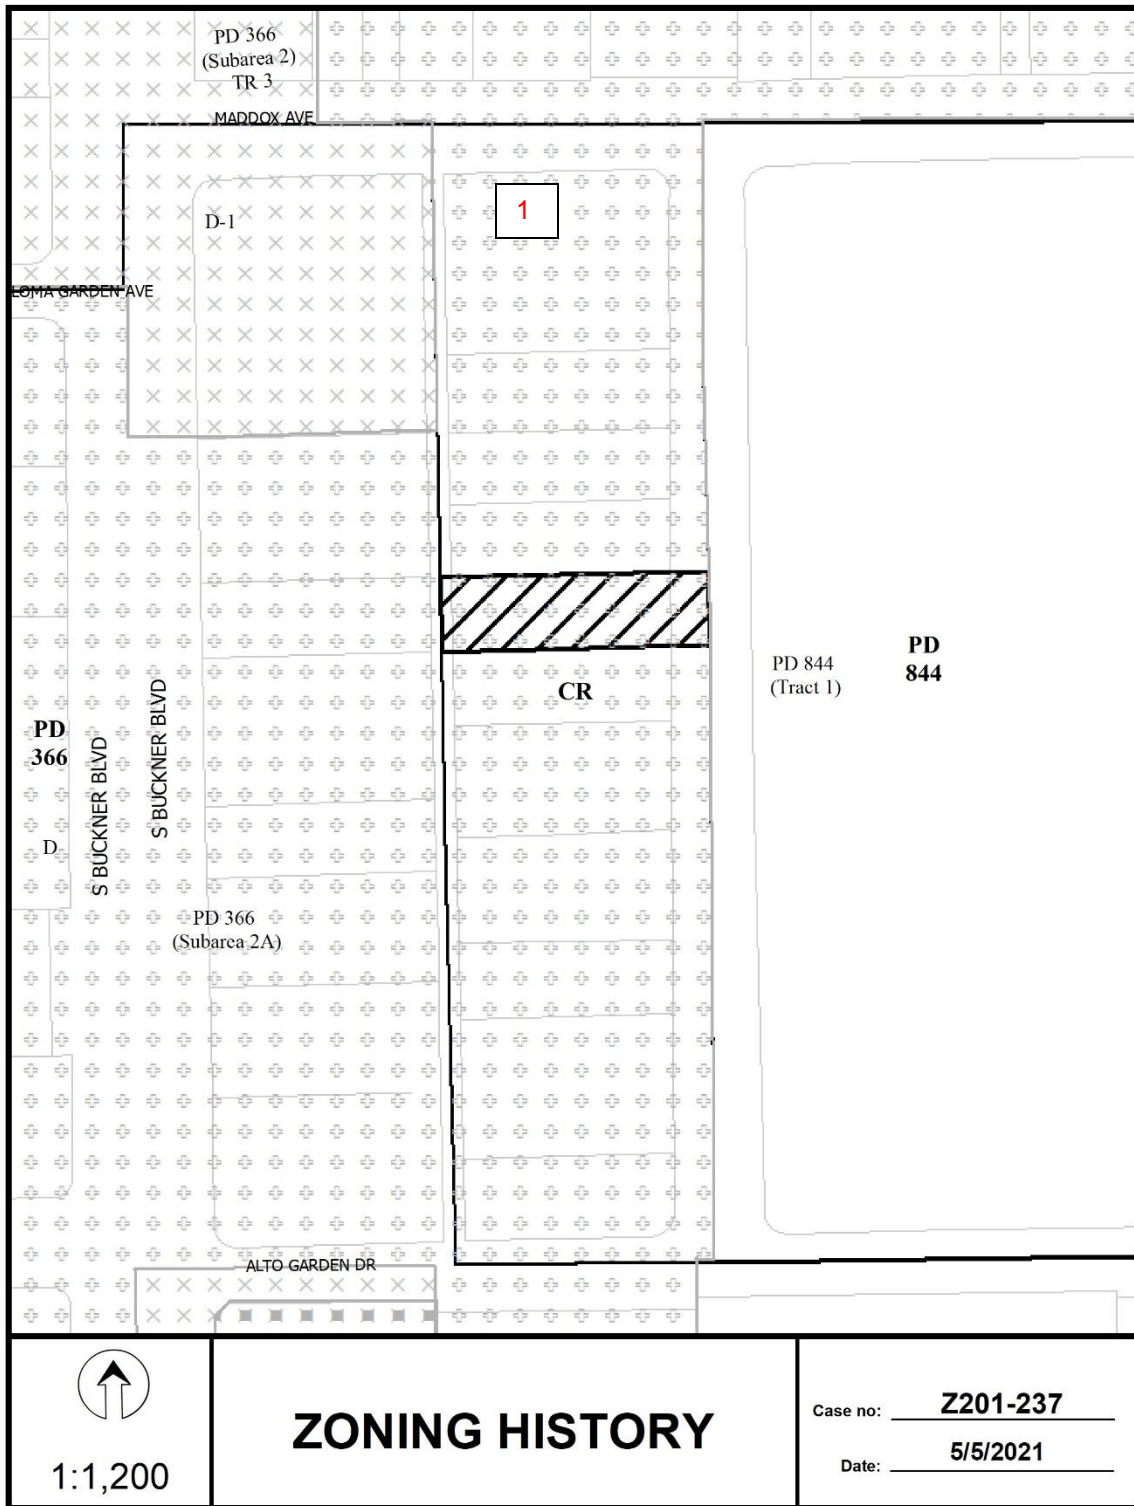 PD 366
(Subarea 2)
TR 3
MADDOX AVE
1
D-1
LOMA GARDEN AVE
PD 844
(Tract 1)
PD
844
CR
PD
366
S BUCKNER BLVD
S BUCKNER BLVD
D
PD 366
(Subarea 2A)
ALTO GARDEN DR
1:1,200
ZONING HISTORY
Case no: Z201-237
Date: 5/5/2021